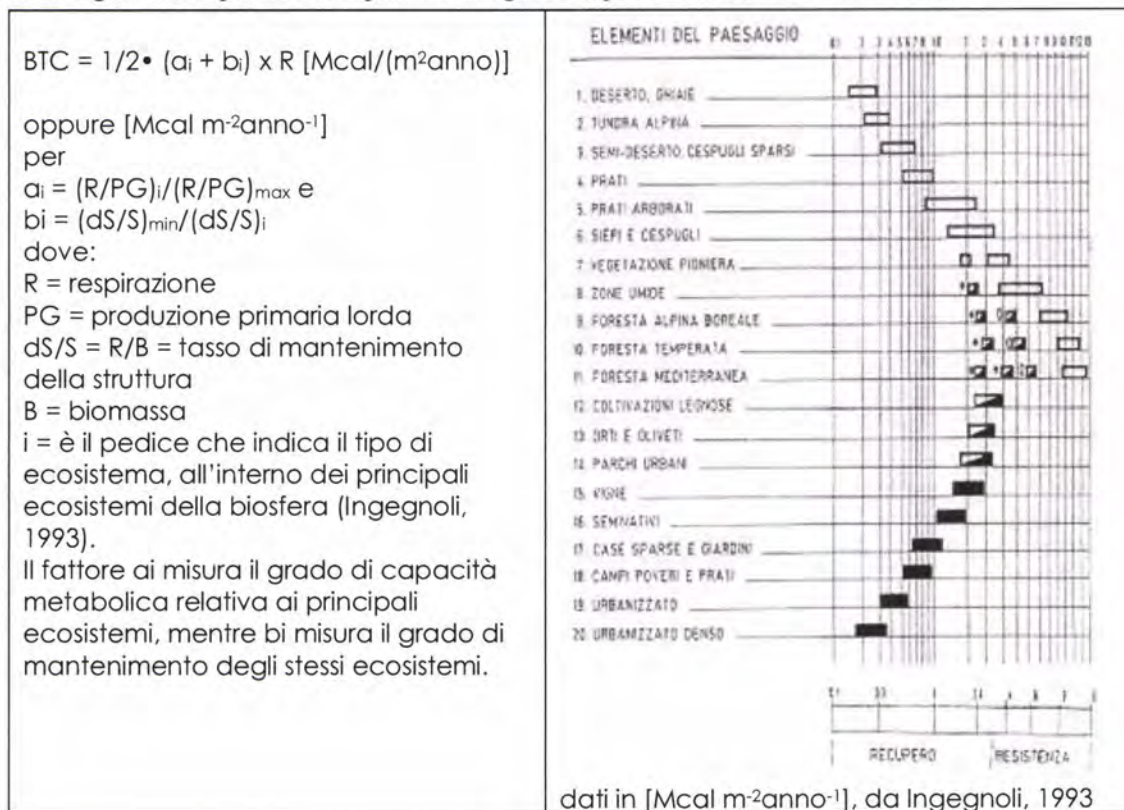 BTC = 1/2• (ai + bi) x R [Mcal/(m²anno)]
oppure [Mcal m-²anno-¹]
per
ai = (R/PG)i/(R/PG)max e
bi = (dS/S)min/(dS/S)i
dove:
R = respirazione
PG = produzione primaria lorda
dS/S = R/B = tasso di mantenimento
della struttura
B = biomassa
i = è il pedice che indica il tipo di
ecosistema, all'interno dei principali
ecosistemi della biosfera (Ingegnoli,
1993).
Il fattore ai misura il grado di capacità
metabolica relativa ai principali
ecosistemi, mentre bi misura il grado di
mantenimento degli stessi ecosistemi.
ELEMENTI DEL PAESAGGIO
1. DESERTO, GHIAIE
2. TUNDRA ALPINA
3. SEMI-DESERTO, CESPUGLI SPARSI
4. PRATI
5. PRATI ARBORATI
6. SIEPI E CESPUGLI
7. VEGETAZIONE PIONIERA
8. ZONE UMIDE
9. FORESTA ALPINA BOREALE
10. FORESTA TEMPERATA
11. FORESTA MEDITERRANEA
12. COLTIVAZIONI LEGNOSE
13. ORTI E OLIVETI
14. PARCHI URBANI
15. VIGNE
16. SEMINATIVI
17. CASE SPARSE E GIARDINI
18. CAMPI POVERI E PRATI
19. URBANIZZATO
20. URBANIZZATO DENSO
RECUPERO
RESISTENZA
dati in [Mcal m-²anno-¹], da Ingegnoli, 1993